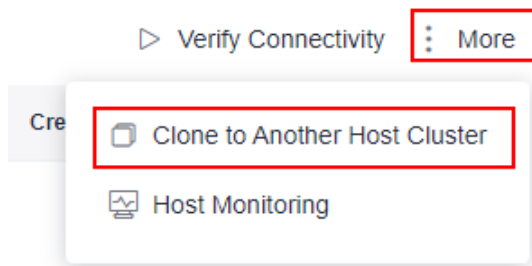 Verify Connectivity More
Cre
Clone to Another Host Cluster
Host Monitoring